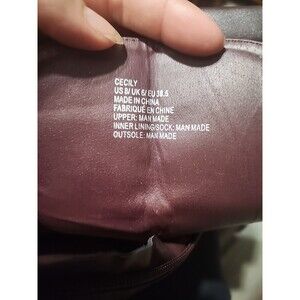 CECILY
US 8/ UK 6/ EU 38.5
MADE IN CHINA
FABRIQUÉ EN CHINE
UPPER: MAN MADE
INNER LINING/SOCK: MAN MADE
OUTSOLE: MAN MADE